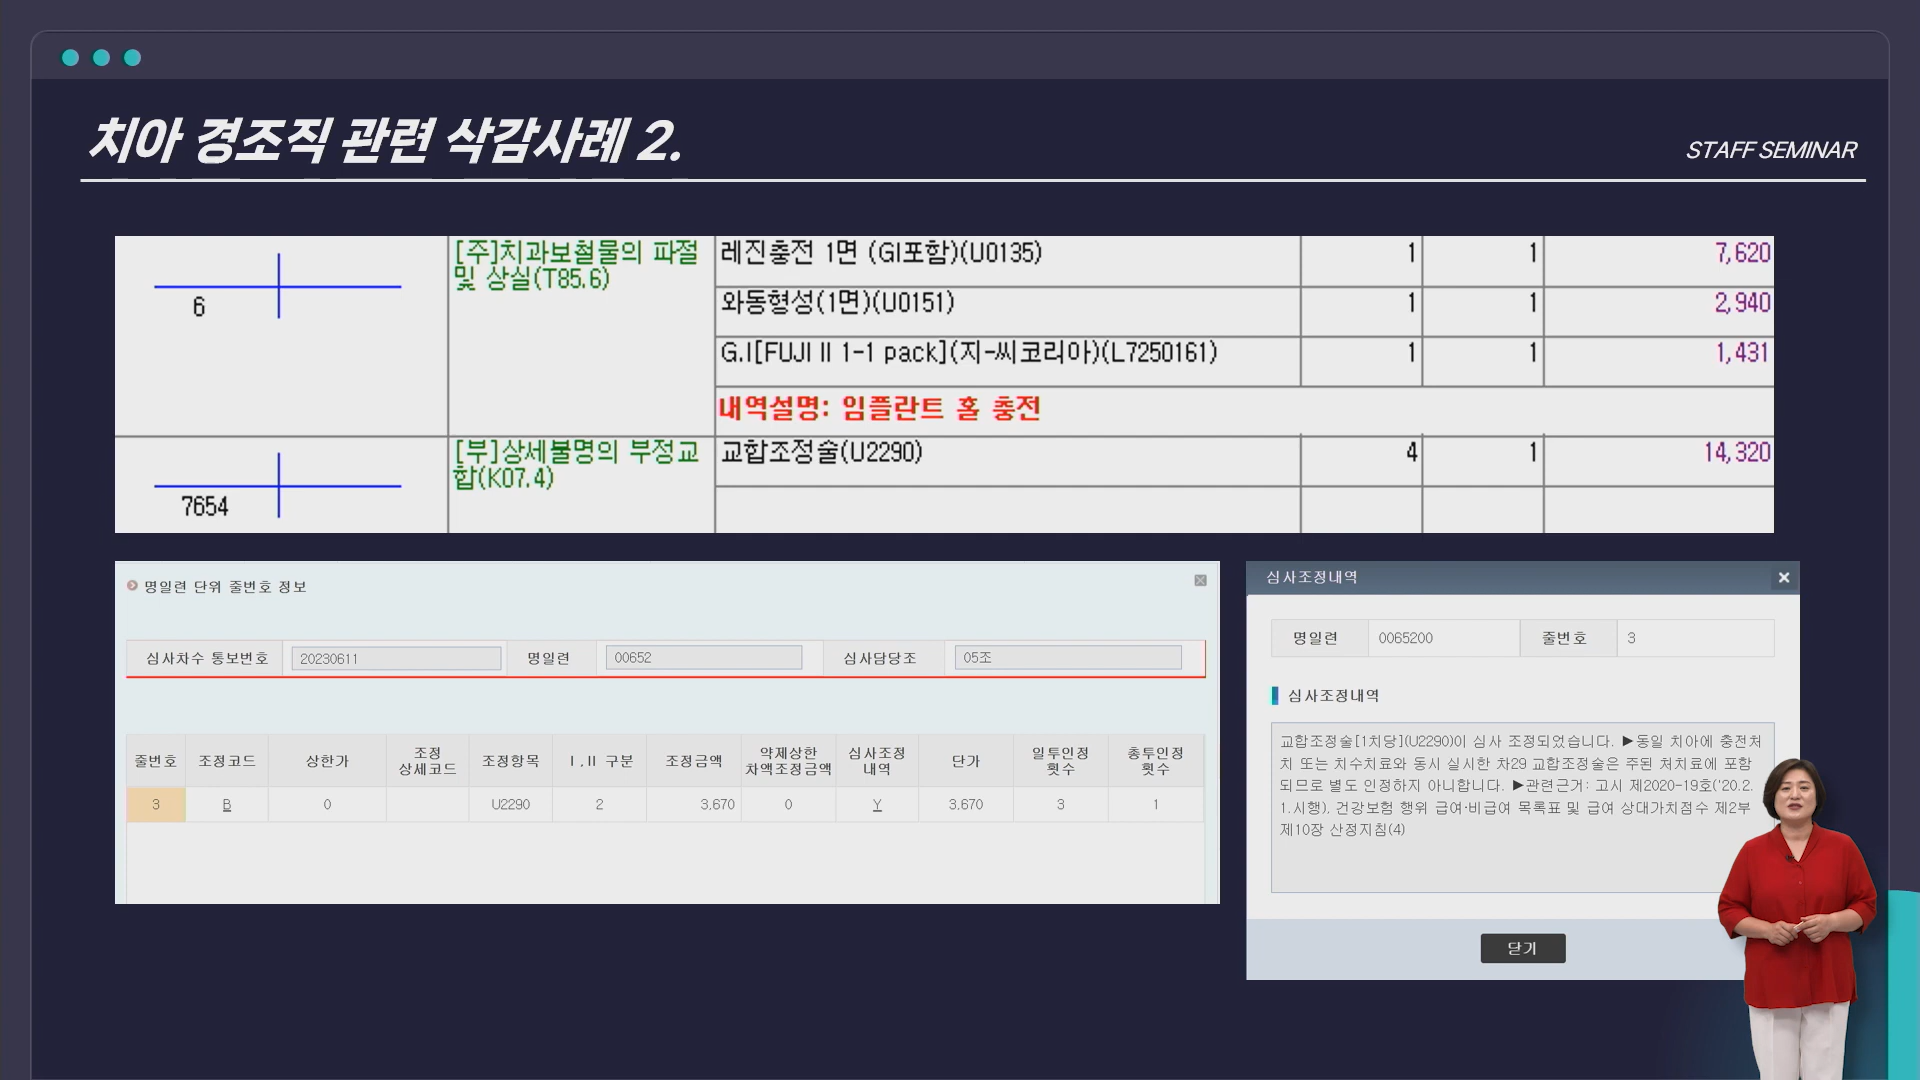 치아 경조직 관련 삭감사례 2.
STAFF SEMINAR
6
[주]치과보철물의 파절
및 상실(T85.6)
레진충전 1면 (GI포함)(U0135) 1 1 7,620
와동형성(1면)(U0151) 1 1 2,940
G.I[FUJI II 1-1 pack](지-씨코리아)(L7250161) 1 1 1,431
내역설명: 임플란트 홀 충전
7654
[부]상세불명의 부정교
합(K07.4)
교합조정술(U2290) 4 1 14,320
명일련 단위 줄번호 정보
심사차수 통보번호 20230611 명일련 00652 심사담당조 05조
줄번호 조정코드 상한가 조정
상세코드 조정항목 I,II 구분 조정금액 약제상한
차액조정금액 심사조정
내역 단가 일투인정
횟수 총투인정
횟수
3 B 0 U2290 2 3,670 0 Y 3,670 3 1
심사조정내역
명일련 0065200 줄번호 3
심사조정내역
교합조정술[1치당](U2290)이 심사 조정되었습니다. ▶동일 치아에 충전처
치 또는 치수치료와 동시 실시한 차29 교합조정술은 주된 처치료에 포함
되므로 별도 인정하지 아니합니다. ▶관련근거: 고시 제2020-19호('20.2.
1.시행), 건강보험 행위 급여·비급여 목록표 및 급여 상대가치점수 제2부
제10장 산정지침(4)
닫기